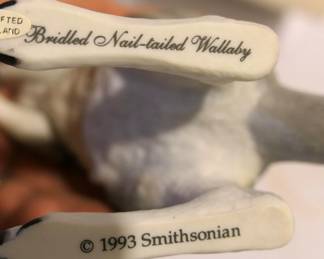 FTED
LAND
Bridled Nail-tailed Wallaby
© 1993 Smithsonian